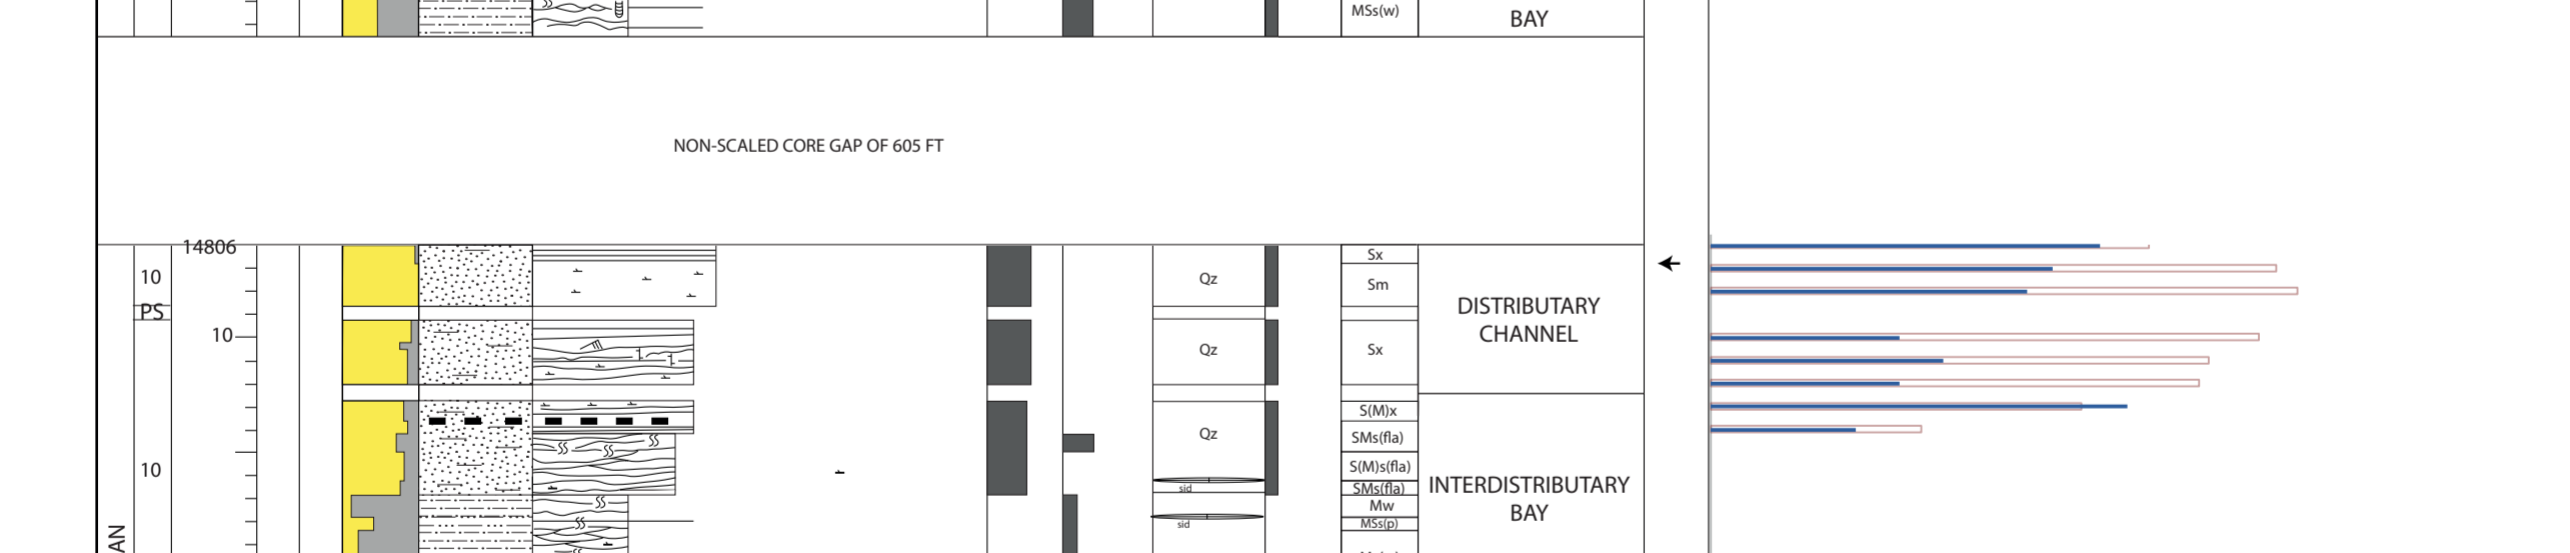 MSs(w)
BAY
NON-SCALED CORE GAP OF 605 FT
14806
Sx
10
Qz
Sm
PS
DISTRIBUTARY
CHANNEL
10
Qz
Sx
S(M)x
Qz
SMs(fla)
10
S(M)s(fla)
sid
SMs(fla)
INTERDISTRIBUTARY
BAY
Mw
sid
MSs(p)
AN